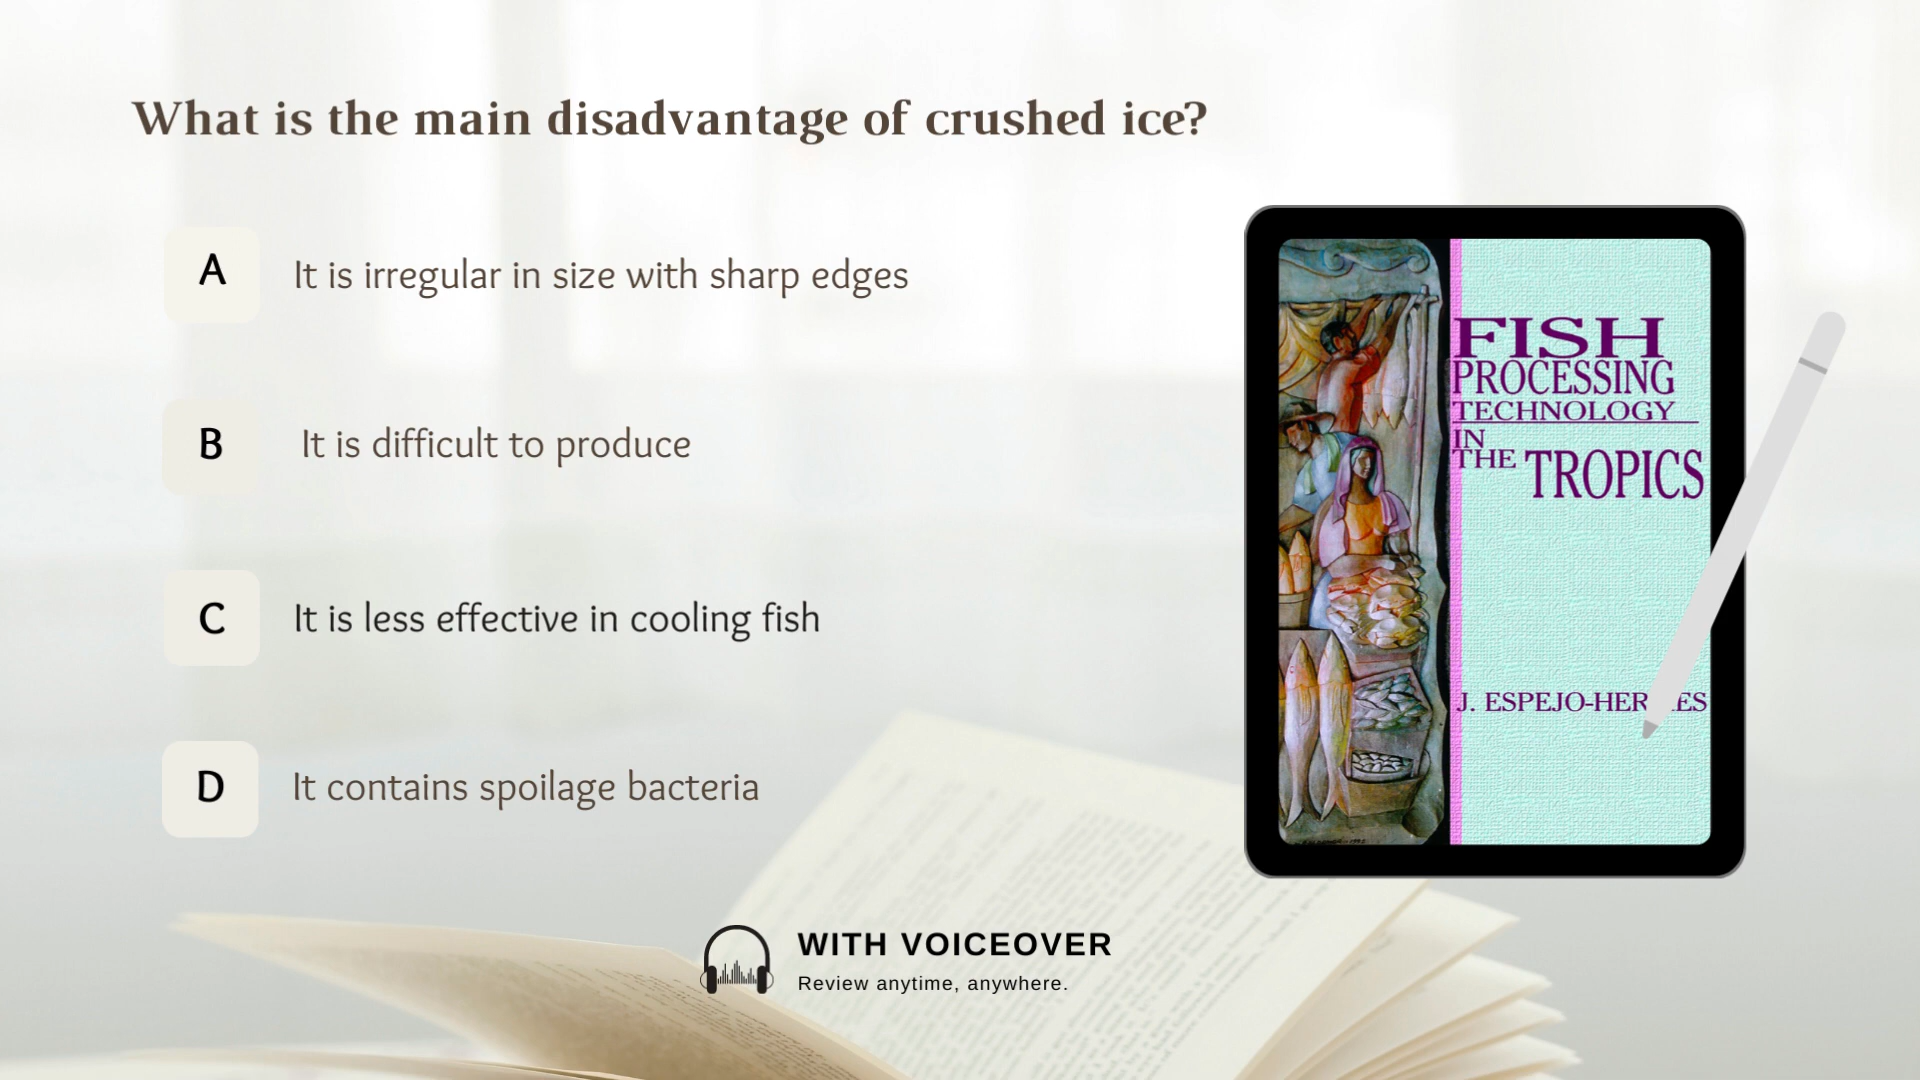 What is the main disadvantage of crushed ice?
A It is irregular in size with sharp edges
B It is difficult to produce
C It is less effective in cooling fish
D It contains spoilage bacteria
FISH
PROCESSING
TECHNOLOGY
IN
THE TROPICS
J.
WITH VOICEOVER
Review anytime, anywhere.